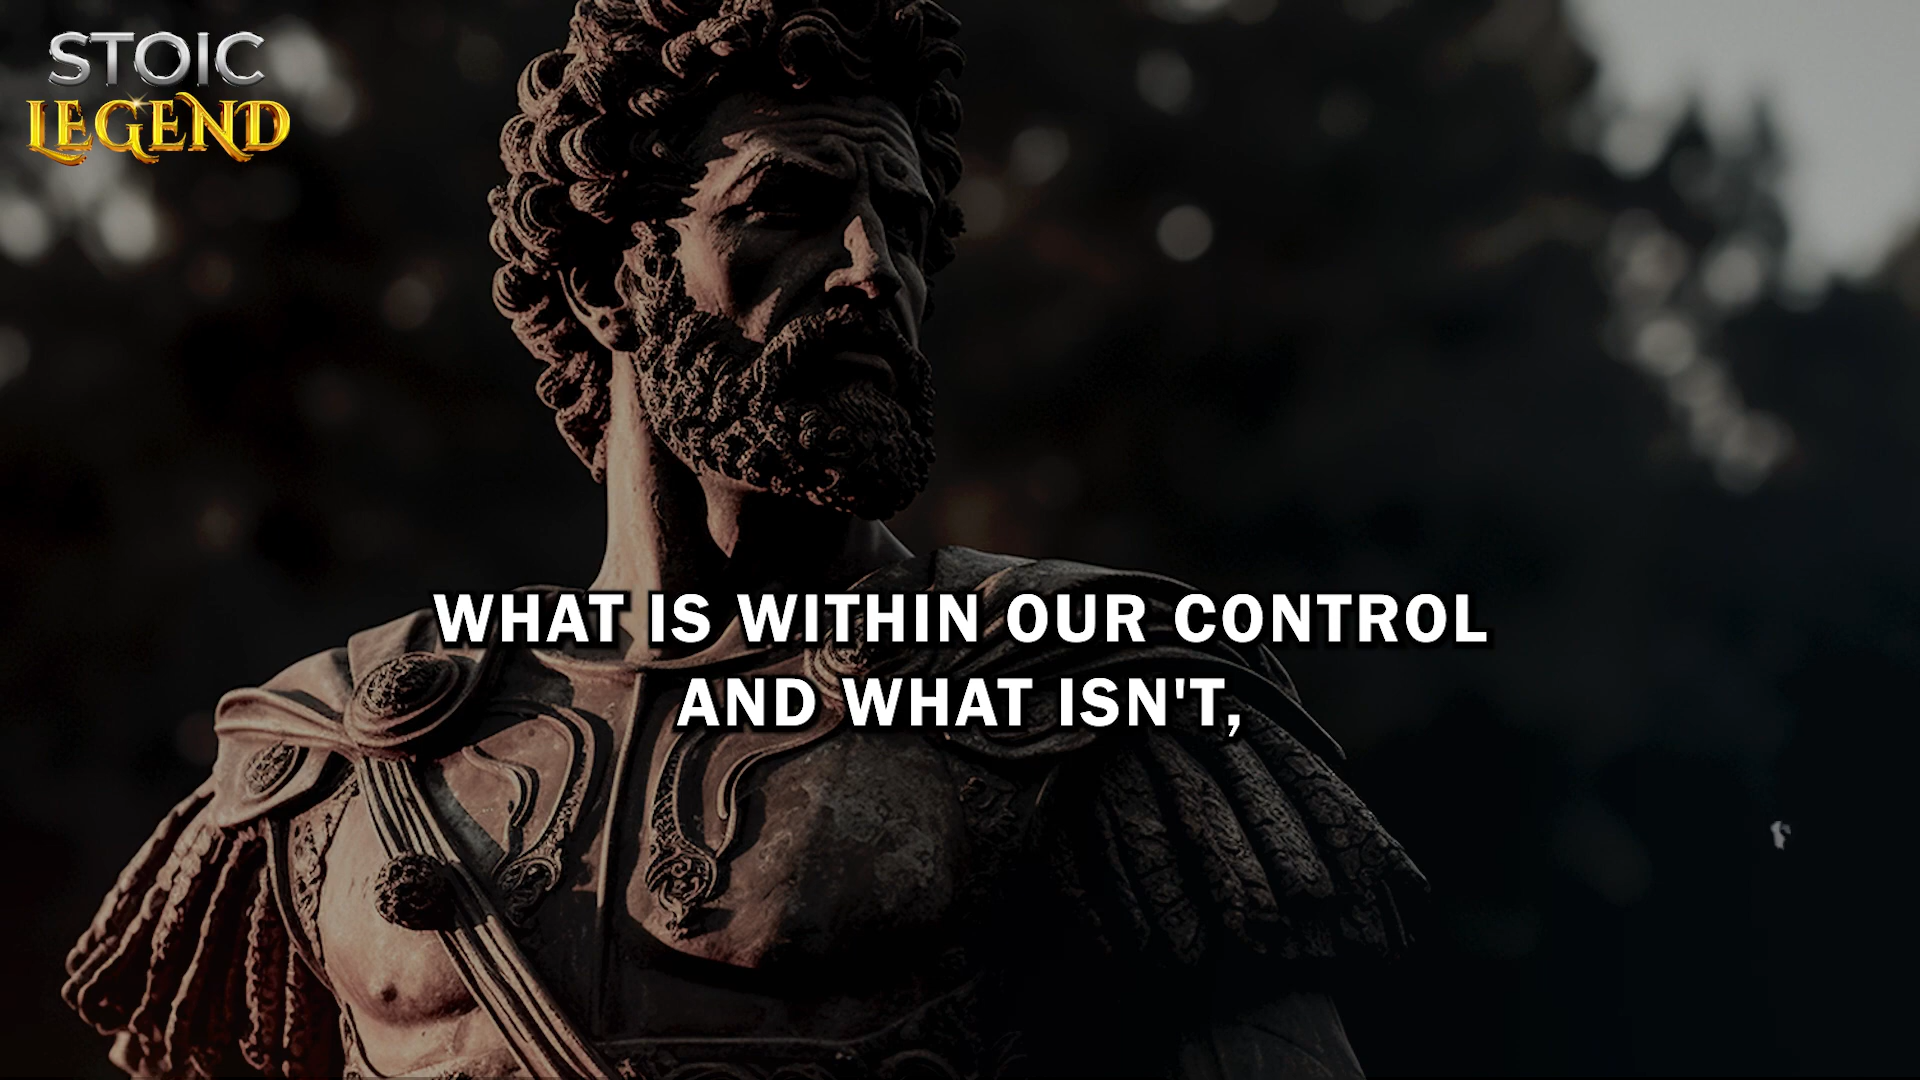 STOIC
LEGEND
WHAT IS WITHIN OUR CONTROL
AND WHAT ISN'T,